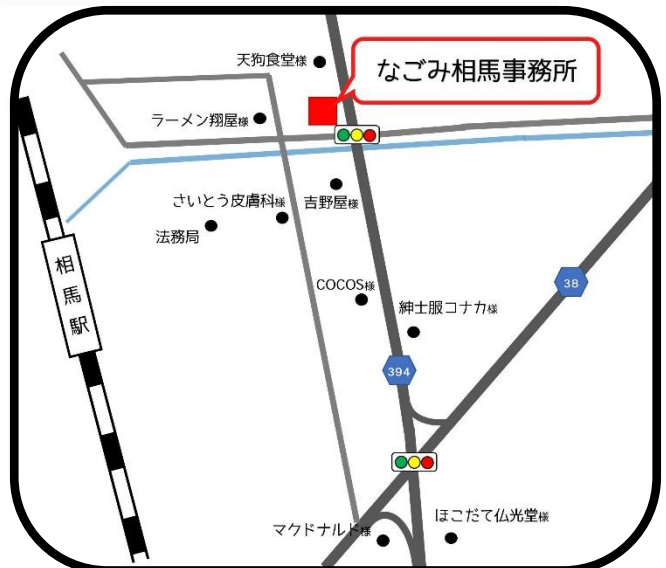 天狗食堂様
なごみ相馬事務所
ラーメン翔屋様
さいとう皮膚科様
吉野屋様
法務局
相馬駅
COCOS様
紳士服コナカ様
38
394
マクドナルド様
ほこだて仏光堂様